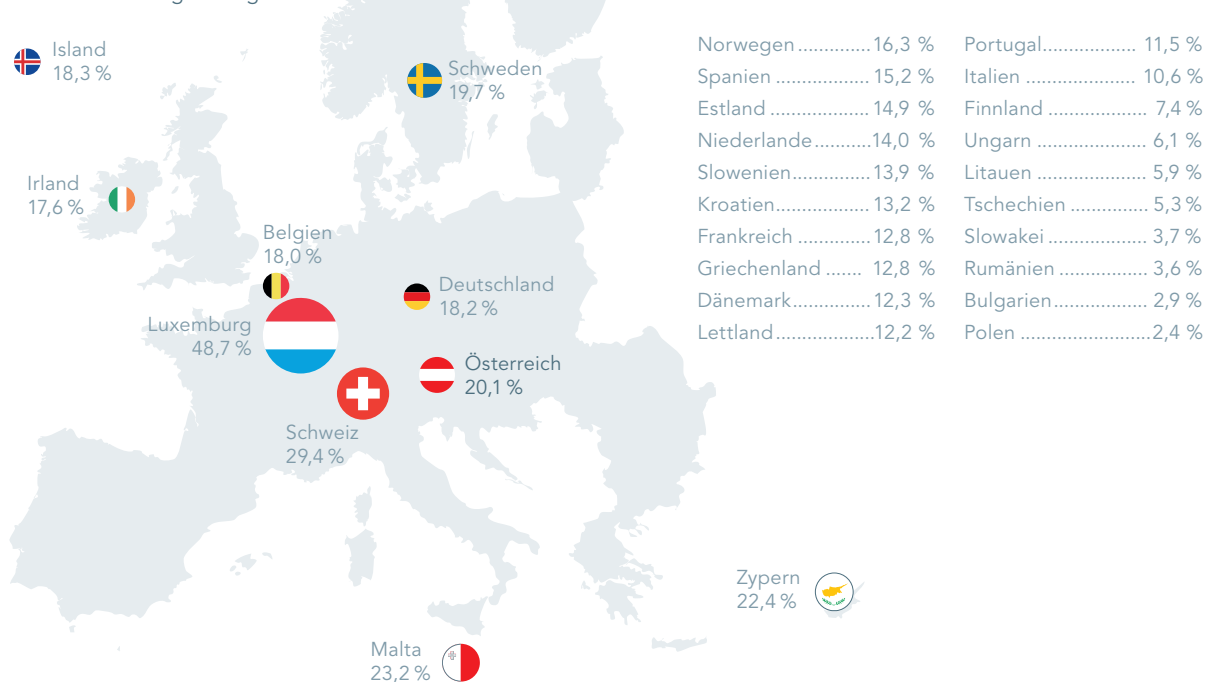 Island
18,3 %
Schweden
19,7 %
Irland
17,6 %
Belgien
18,0 %
Deutschland
18,2 %
Luxemburg
48,7 %
Österreich
20,1 %
Schweiz
29,4 %
Zypern
22,4 %
Malta
23,2 %
Norwegen.............16,3 %
Spanien ................15,2 %
Estland ..................14,9 %
Niederlande..........14,0 %
Slowenien.............13,9 %
Kroatien................13,2 %
Frankreich .............12,8 %
Griechenland ....... 12,8 %
Dänemark..............12,3 %
Lettland.................12,2 %
Portugal................ 11,5 %
Italien ................... 10,6 %
Finnland ................. 7,4 %
Ungarn ................... 6,1 %
Litauen ................... 5,9 %
Tschechien .............. 5,3 %
Slowakei ................. 3,7 %
Rumänien ................ 3,6 %
Bulgarien................ 2,9 %
Polen .......................2,4 %